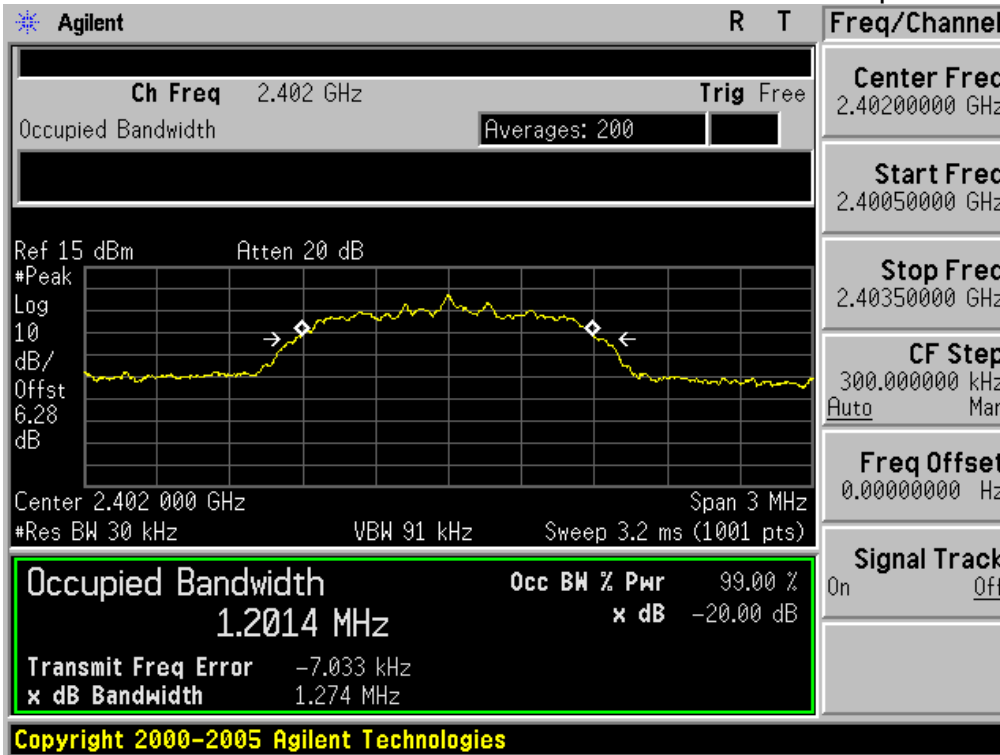 Agilent R T Freq/Channel
Ch Freq 2.402 GHz Trig Free
Occupied Bandwidth Averages: 200
Center Freq
2.40200000 GHz
Start Freq
2.40050000 GHz
Stop Freq
2.40350000 GHz
CF Step
300.000000 kHz
Auto Man
Freq Offset
0.00000000 Hz
Signal Track
On Off
Ref 15 dBm Atten 20 dB
#Peak
Log
10
dB/
Offst
6.28
dB
Center 2.402 000 GHz Span 3 MHz
#Res BW 30 kHz VBW 91 kHz Sweep 3.2 ms (1001 pts)
Occupied Bandwidth Occ BW % Pwr 99.00 %
1.2014 MHz x dB -20.00 dB
Transmit Freq Error -7.033 kHz
x dB Bandwidth 1.274 MHz
Copyright 2000-2005 Agilent Technologies